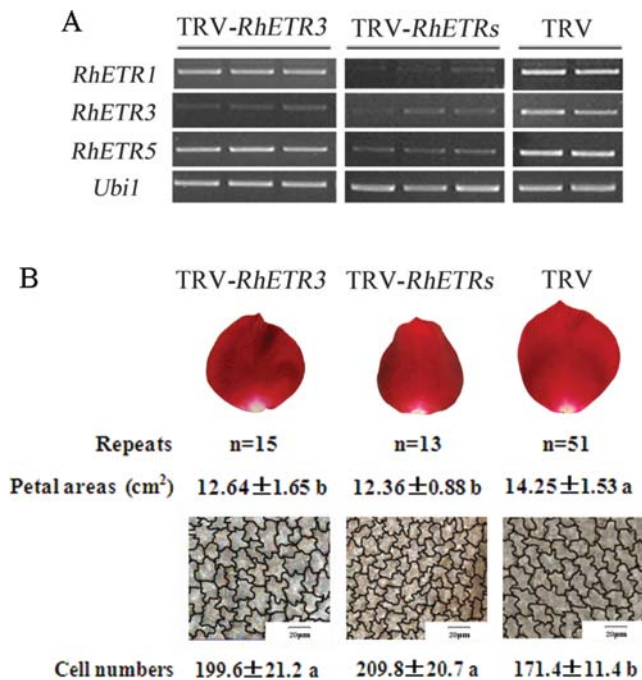 A
TRV-RhETR3 TRV-RhETRs TRV
RhETR1
RhETR3
RhETR5
Ubi1
B
TRV-RhETR3 TRV-RhETRs TRV
Repeats n=15 n=13 n=51
Petal areas (cm²) 12.64±1.65 b 12.36±0.88 b 14.25±1.53 a
20μm 20μm 20μm
Cell numbers 199.6±21.2 a 209.8±20.7 a 171.4±11.4 b